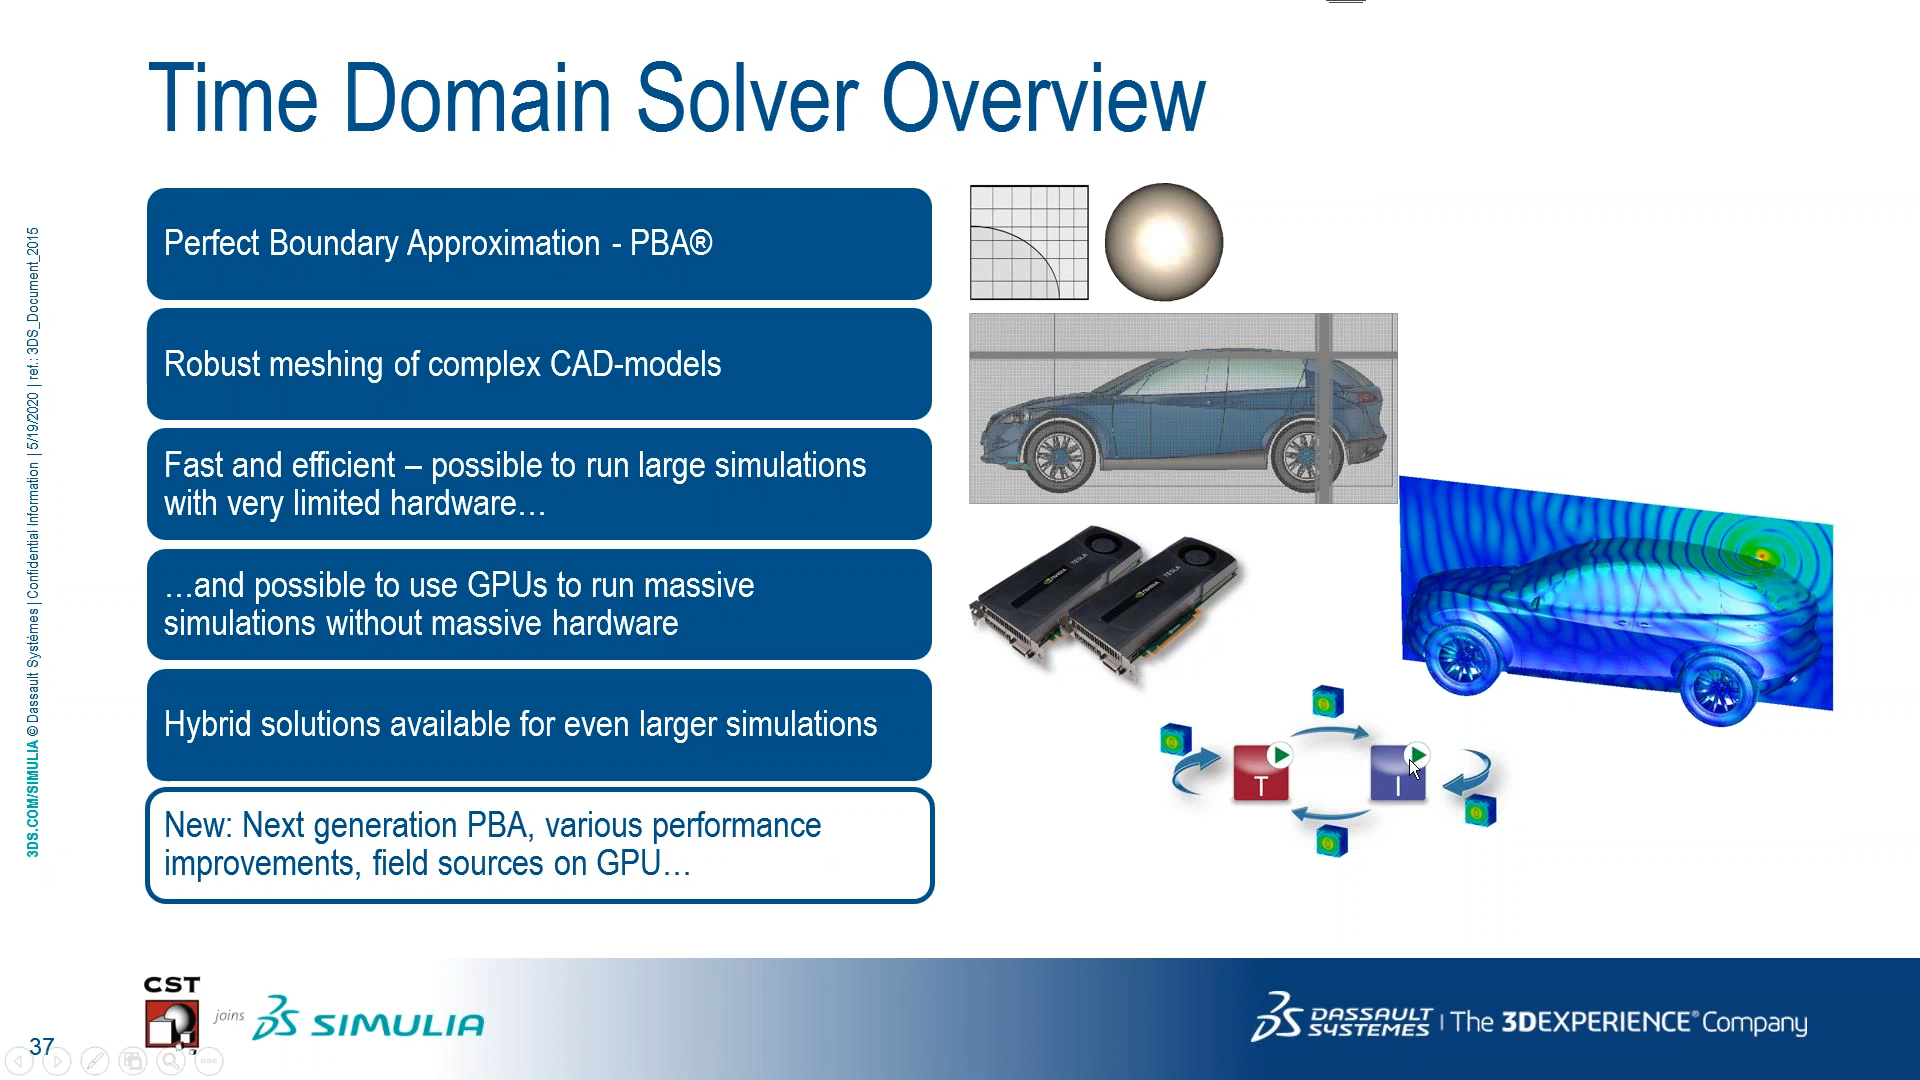 Time Domain Solver Overview
Perfect Boundary Approximation - PBA®
Robust meshing of complex CAD-models
Fast and efficient – possible to run large simulations
with very limited hardware…
…and possible to use GPUs to run massive
simulations without massive hardware
Hybrid solutions available for even larger simulations
New: Next generation PBA, various performance
improvements, field sources on GPU…
TESLA
NVIDIA
TESLA
NVIDIA
T
I
3DS.COM/SIMULIA © Dassault Systèmes | Confidential Information | 5/19/2020 | ref.: 3DS_Document_2015
37
CST
joins
SIMULIA
DASSAULT
SYSTEMES
The 3DEXPERIENCE® Company